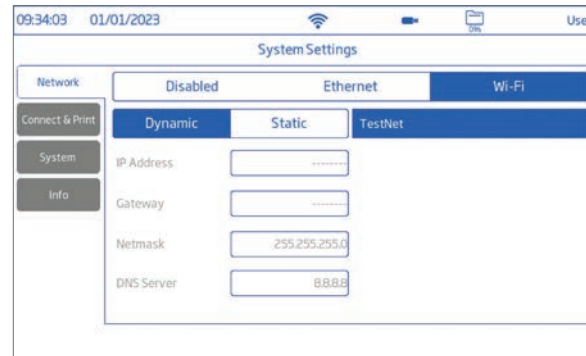 09:34:03 01/01/2023 0% Use
System Settings
Network Disabled Ethernet Wi-Fi
Connect & Print Dynamic Static TestNet
System IP Address --------
Info Gateway --------
Netmask 255.255.255.0
DNS Server 8.8.8.8